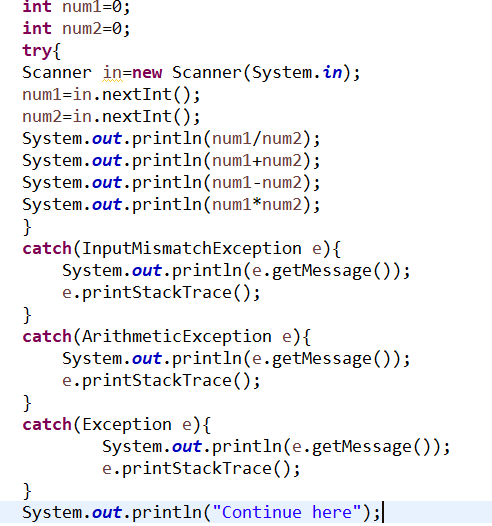 int num1=0;
int num2=0;
try{
Scanner in=new Scanner(System.in);
num1=in.nextInt();
num2=in.nextInt();
System.out.println(num1/num2);
System.out.println(num1+num2);
System.out.println(num1-num2);
System.out.println(num1*num2);
}
catch(InputMismatchException e){
    System.out.println(e.getMessage());
    e.printStackTrace();
}
catch(ArithmeticException e){
    System.out.println(e.getMessage());
    e.printStackTrace();
}
catch(Exception e){
        System.out.println(e.getMessage());
        e.printStackTrace();
}
System.out.println("Continue here");